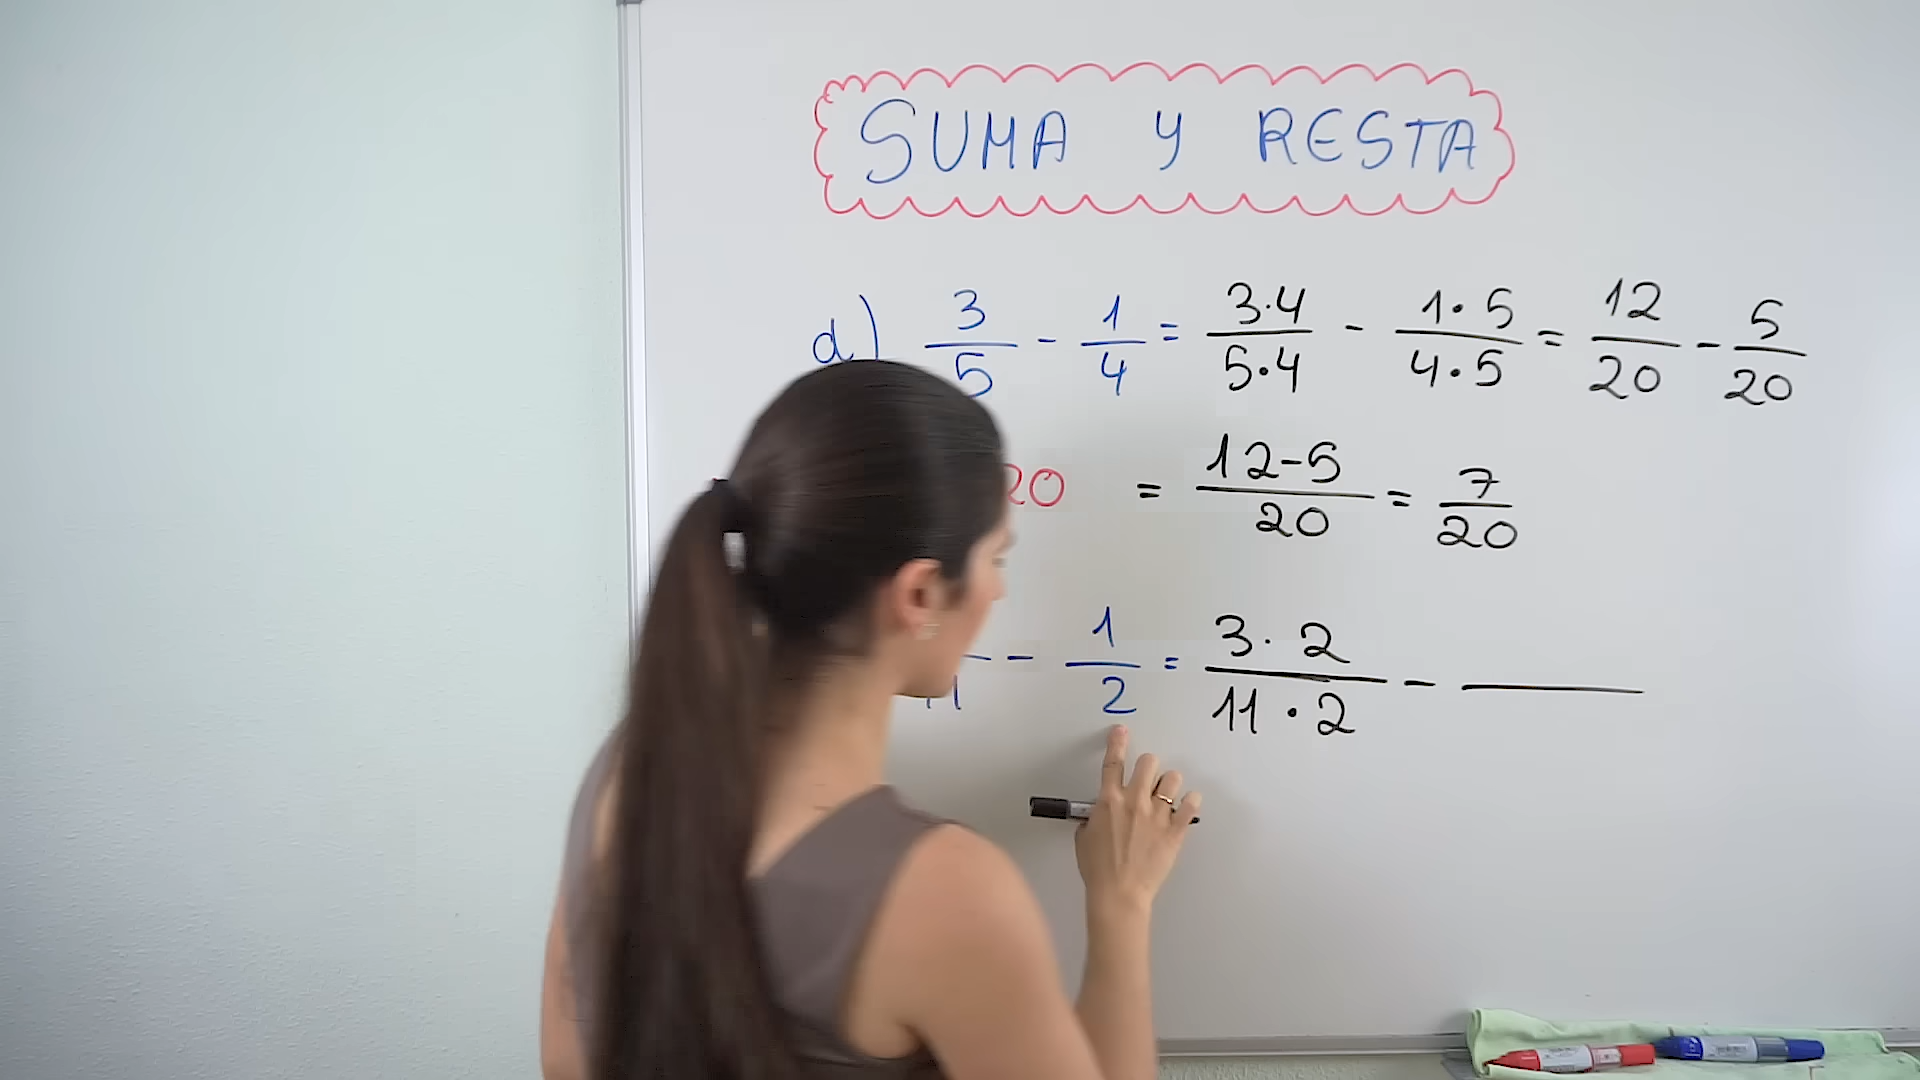 SUMA Y RESTA
d) 3/5 - 1/4 = 3·4/5·4 - 1·5/4·5 = 12/20 - 5/20
20 = 12-5/20 = 7/20
11 - 1/2 = 3·2/11·2 -